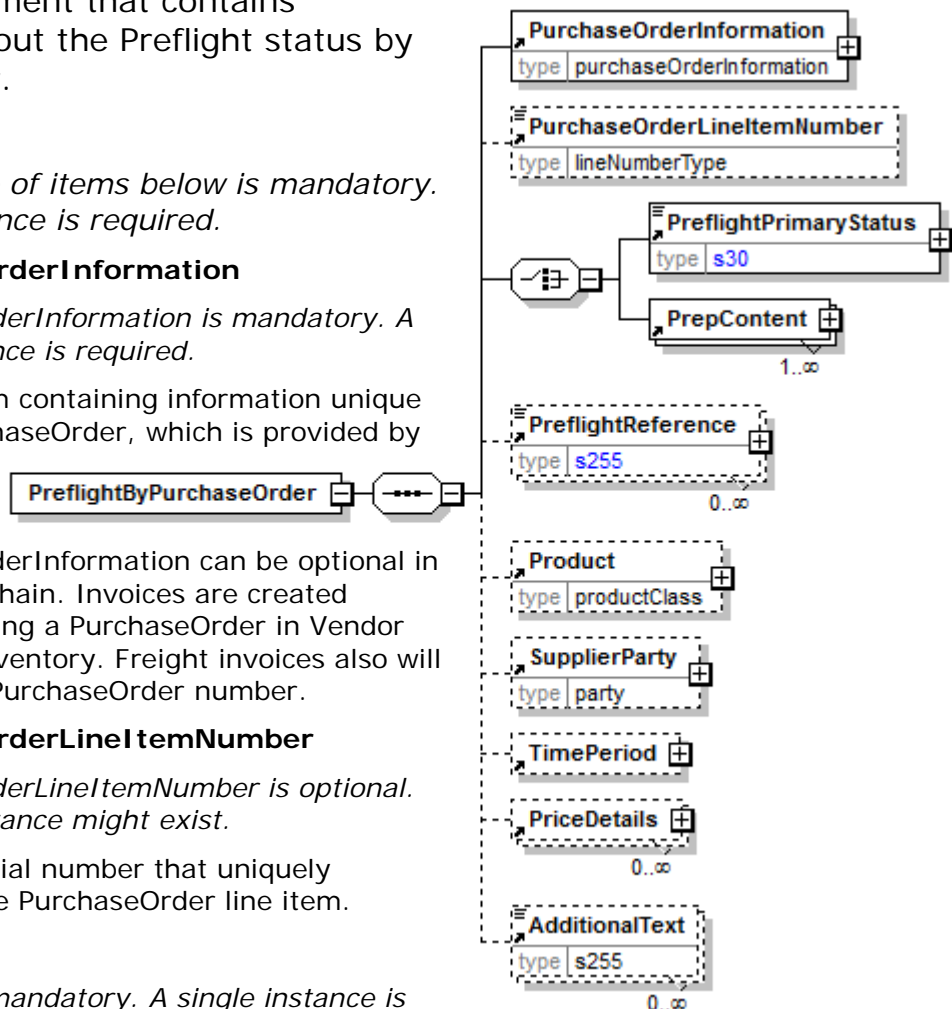 ment that contains
out the Preflight status by
of items below is mandatory.
nce is required.
rderInformation
derInformation is mandatory. A
nce is required.
n containing information unique
haseOrder, which is provided by
PreflightByPurchaseOrder
derInformation can be optional in
hain. Invoices are created
ing a PurchaseOrder in Vendor
ventory. Freight invoices also will
PurchaseOrder number.
rderLineItemNumber
derLineItemNumber is optional.
ance might exist.
ial number that uniquely
e PurchaseOrder line item.
mandatory. A single instance is
PurchaseOrderInformation
type purchaseOrderInformation
PurchaseOrderLineItemNumber
type lineNumberType
PreflightPrimaryStatus
type s30
PrepContent
1..∞
PreflightReference
type s255
0..∞
Product
type productClass
SupplierParty
type party
TimePeriod
PriceDetails
0..∞
AdditionalText
type s255
0..∞